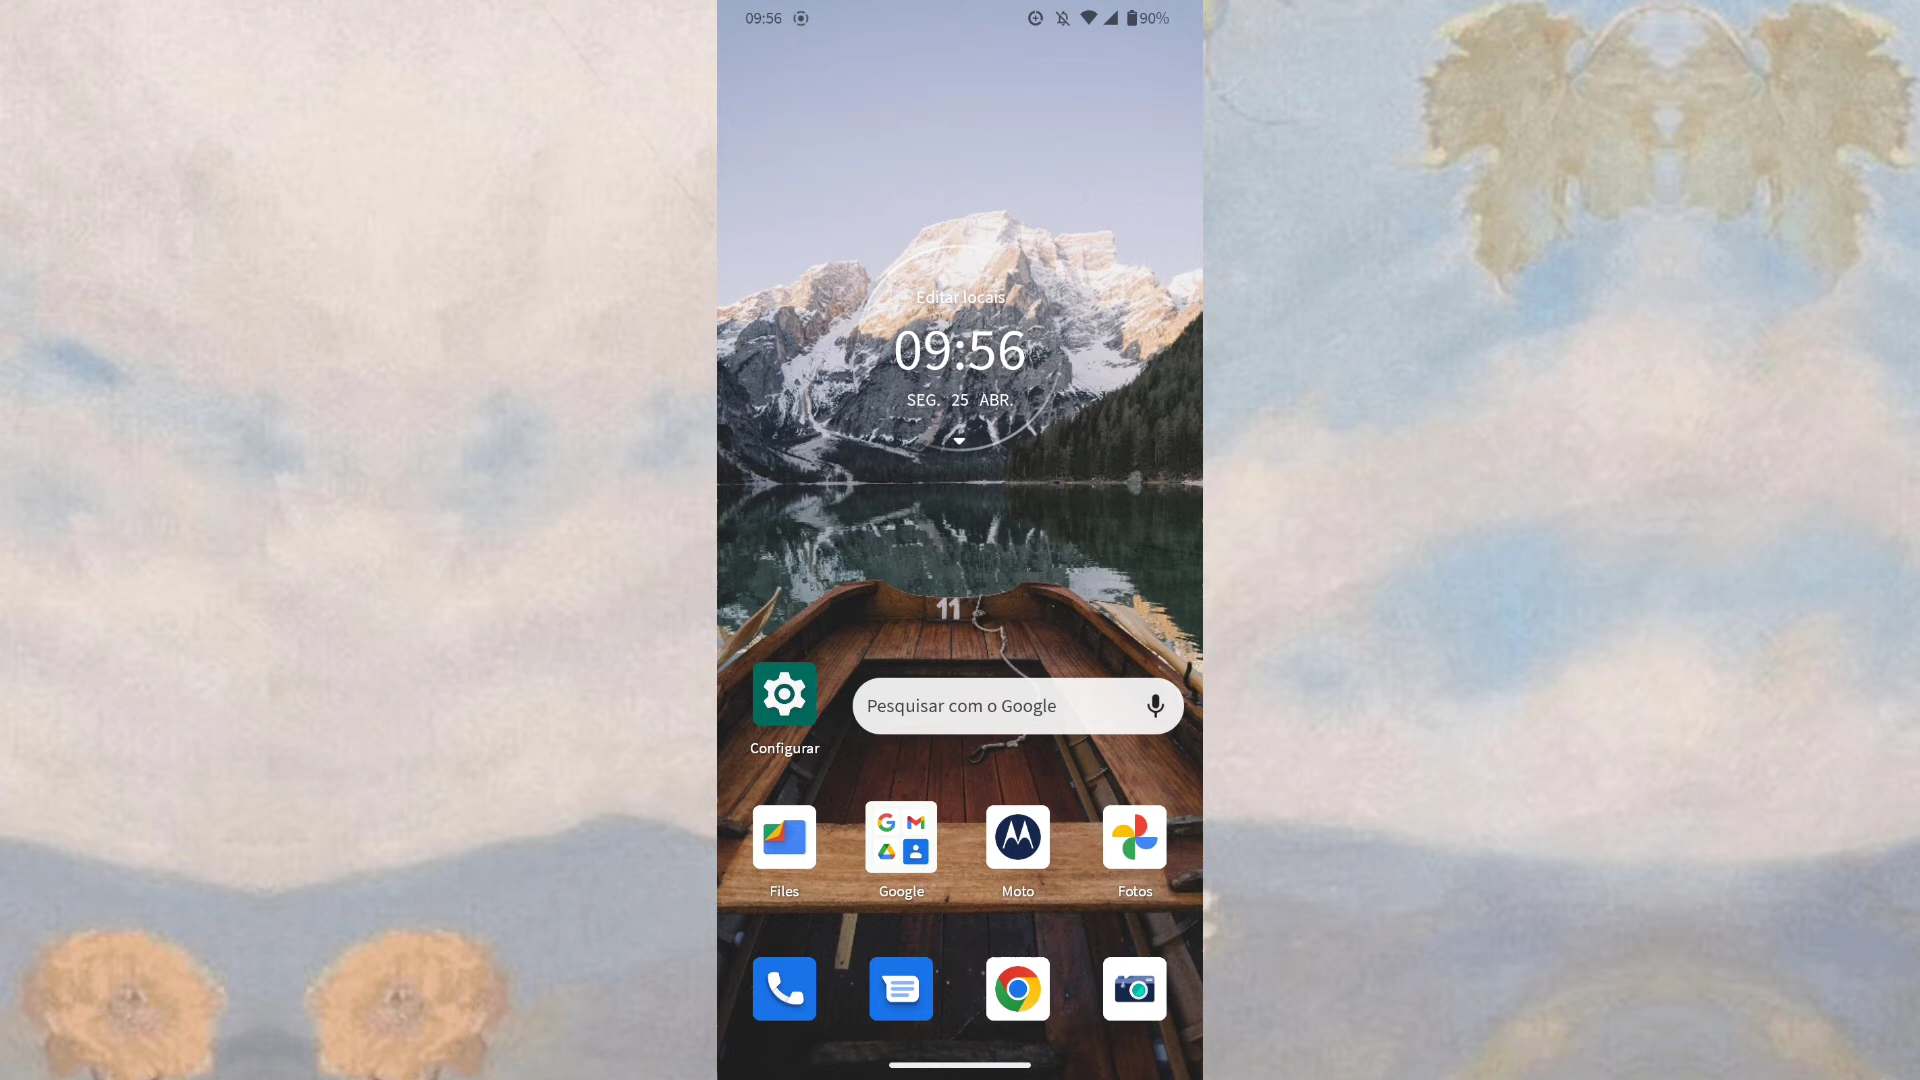 09:56
90%
Editar locais
09:56
SEG. 25 ABR.
11
Pesquisar com o Google
Configurar
Files
Google
Moto
Fotos